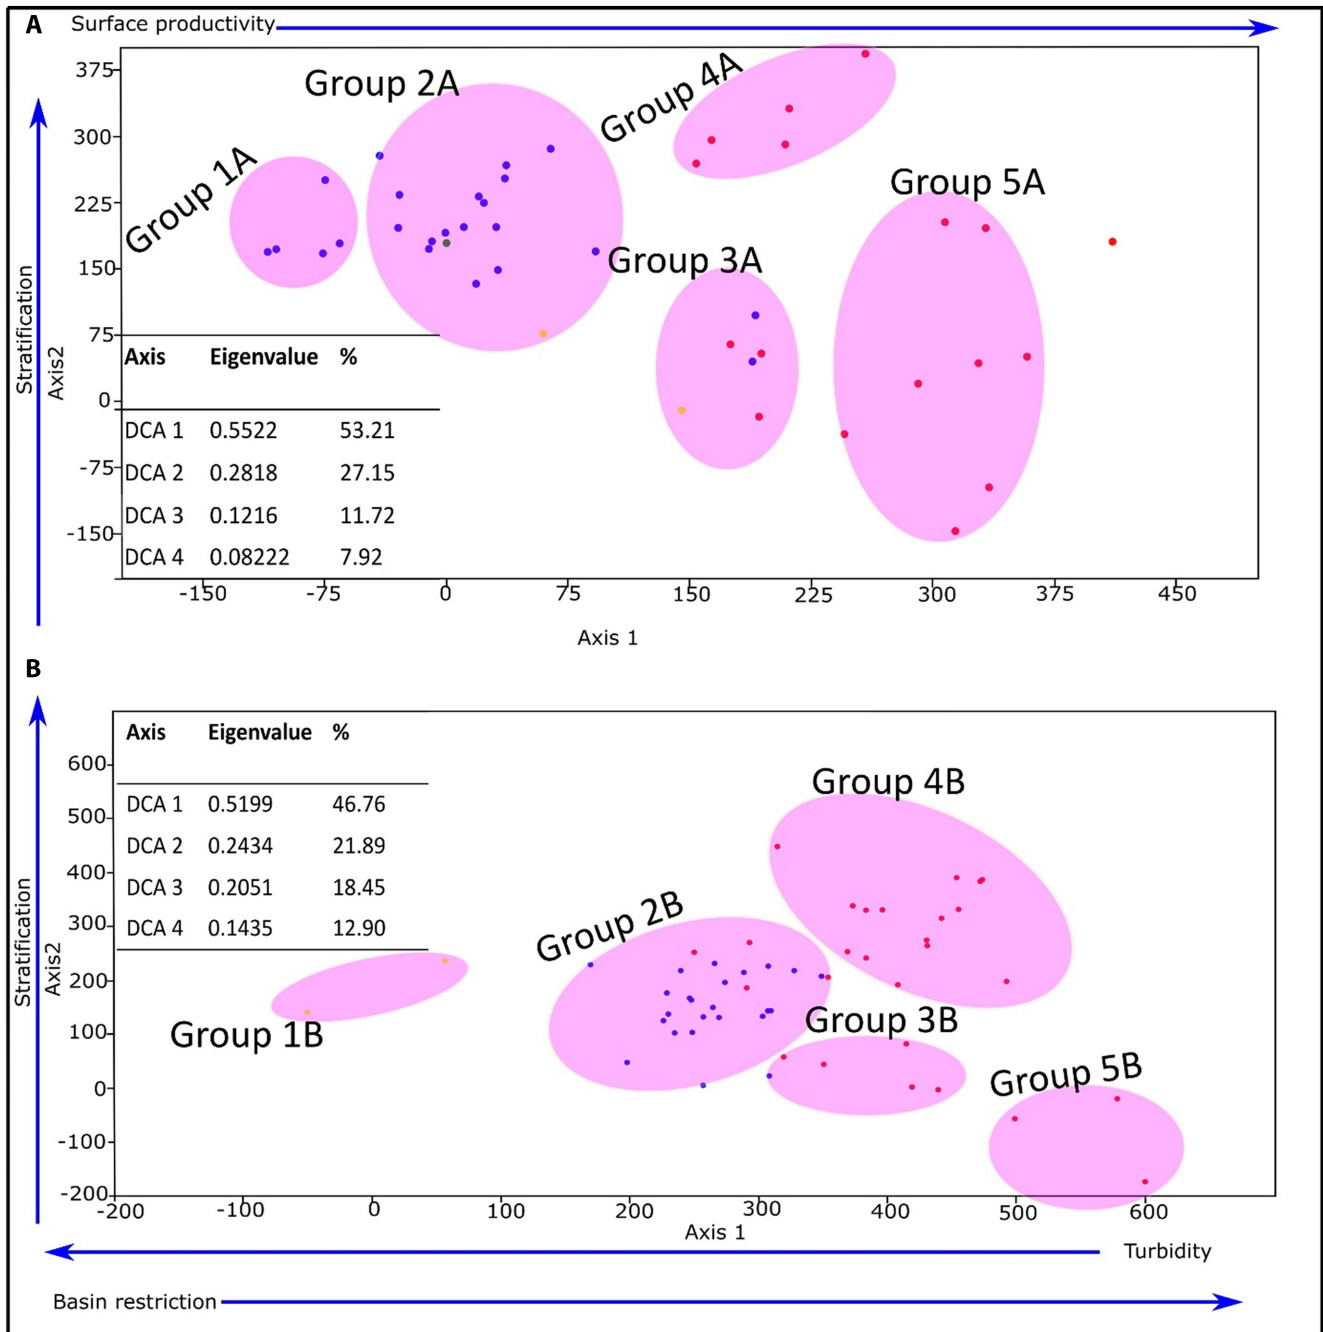 A
Surface productivity
Stratification
Axis2
375
300
225
150
75
0
-75
-150
Group 1A
Group 2A
Group 4A
Group 5A
Group 3A
Axis Eigenvalue %
DCA 1 0.5522 53.21
DCA 2 0.2818 27.15
DCA 3 0.1216 11.72
DCA 4 0.08222 7.92
-150 -75 0 75 150 225 300 375 450
Axis 1
B
Stratification
Axis2
600
500
400
300
200
100
0
-100
-200
Axis Eigenvalue %
DCA 1 0.5199 46.76
DCA 2 0.2434 21.89
DCA 3 0.2051 18.45
DCA 4 0.1435 12.90
Group 4B
Group 2B
Group 1B
Group 3B
Group 5B
-200 -100 0 100 200 300 400 500 600
Axis 1
Turbidity
Basin restriction